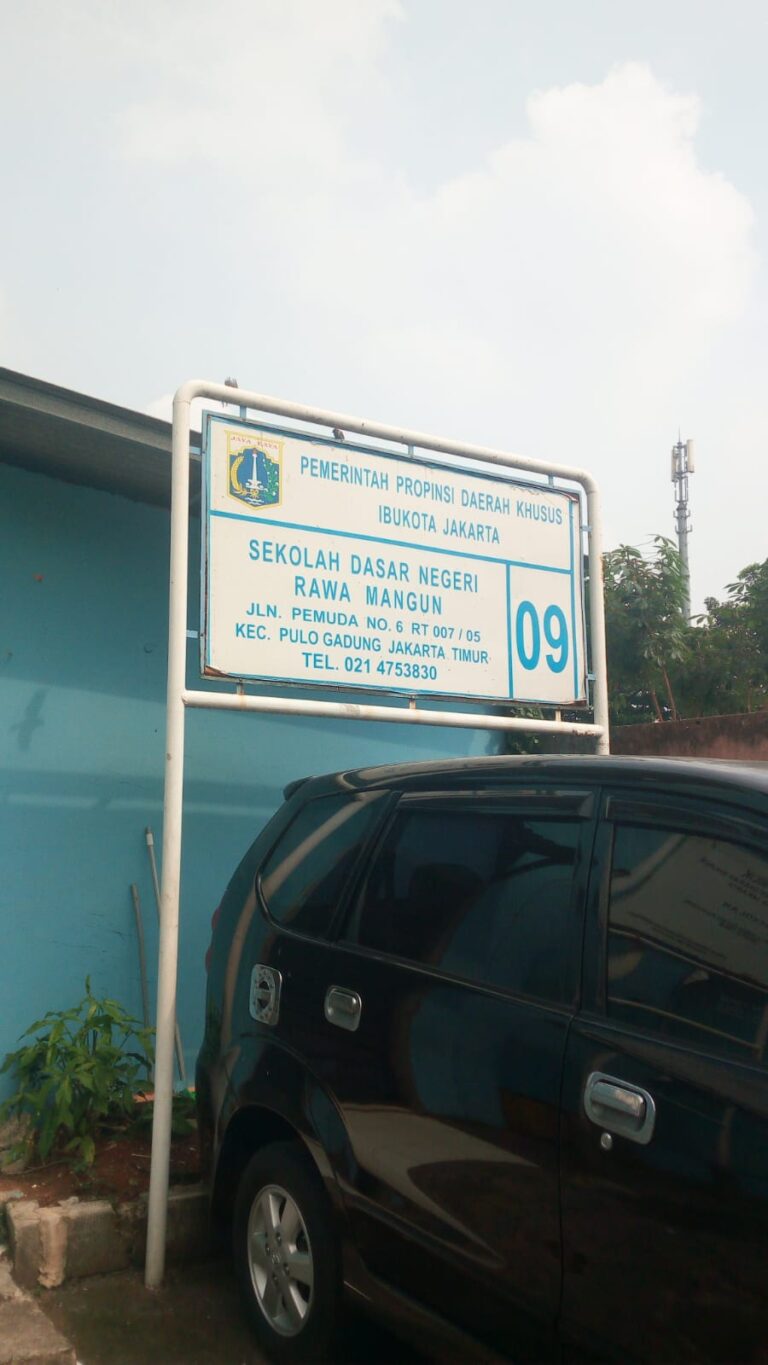 JAYA RAYA
PEMERINTAH PROPINSI DAERAH KHUSUS
IBUKOTA JAKARTA
SEKOLAH DASAR NEGERI
RAWA MANGUN
JLN. PEMUDA NO. 6 RT 007 / 05
KEC. PULO GADUNG JAKARTA TIMUR
TEL. 021 4753830
09